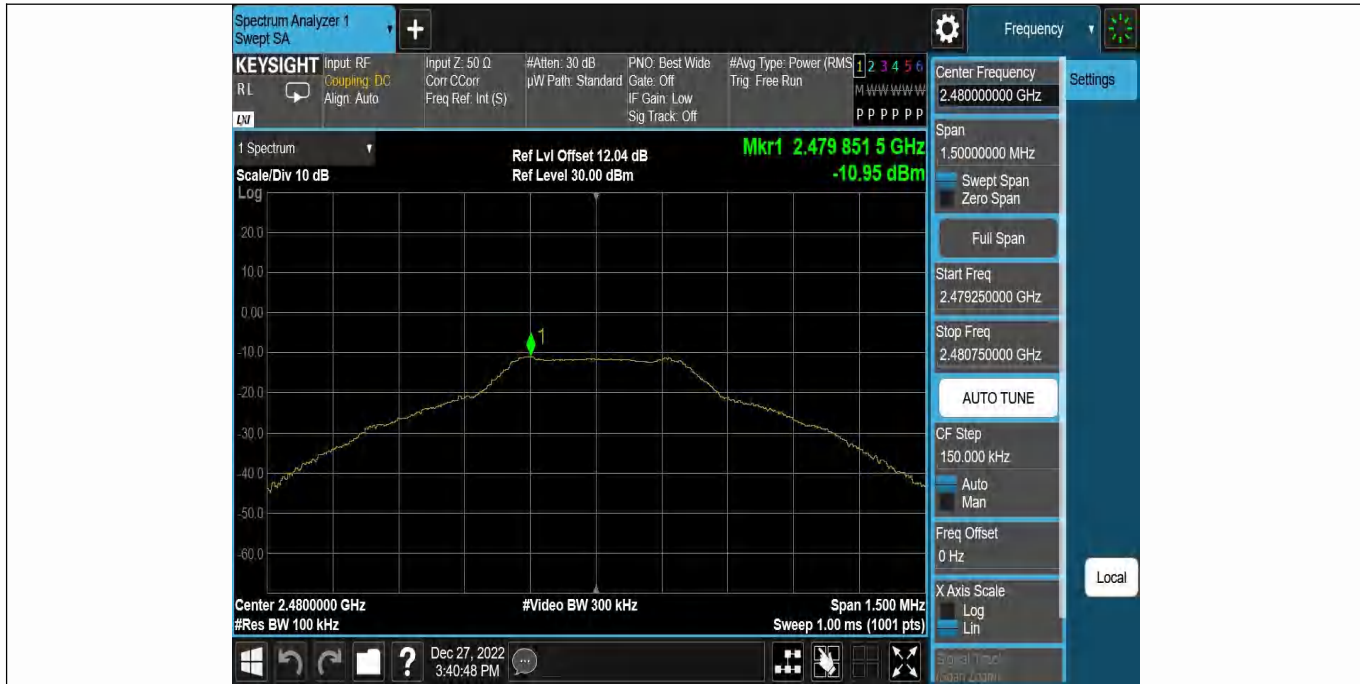 Spectrum Analyzer 1
Swept SA
Frequency
KEYSIGHT
RL
LXI
Input: RF
Coupling: DC
Align: Auto
Input Z: 50 Ω
Corr CCorr
Freq Ref: Int (S)
#Atten: 30 dB
µW Path: Standard
PNO: Best Wide
Gate: Off
IF Gain: Low
Sig Track: Off
#Avg Type: Power (RMS
Trig: Free Run
1 2 3 4 5 6
M W W W W W
P P P P P P
1 Spectrum
Scale/Div 10 dB
Ref Lvl Offset 12.04 dB
Ref Level 30.00 dBm
Mkr1 2.479 851 5 GHz
-10.95 dBm
Log
20.0
10.0
0.00
-10.0
-20.0
-30.0
-40.0
-50.0
-60.0
1
Center 2.4800000 GHz
#Res BW 100 kHz
#Video BW 300 kHz
Span 1.500 MHz
Sweep 1.00 ms (1001 pts)
Dec 27, 2022
3:40:48 PM
Center Frequency
2.480000000 GHz
Settings
Span
1.50000000 MHz
Swept Span
Zero Span
Full Span
Start Freq
2.479250000 GHz
Stop Freq
2.480750000 GHz
AUTO TUNE
CF Step
150.000 kHz
Auto
Man
Freq Offset
0 Hz
X Axis Scale
Log
Lin
Local
Signal Track
(Span Zoom)